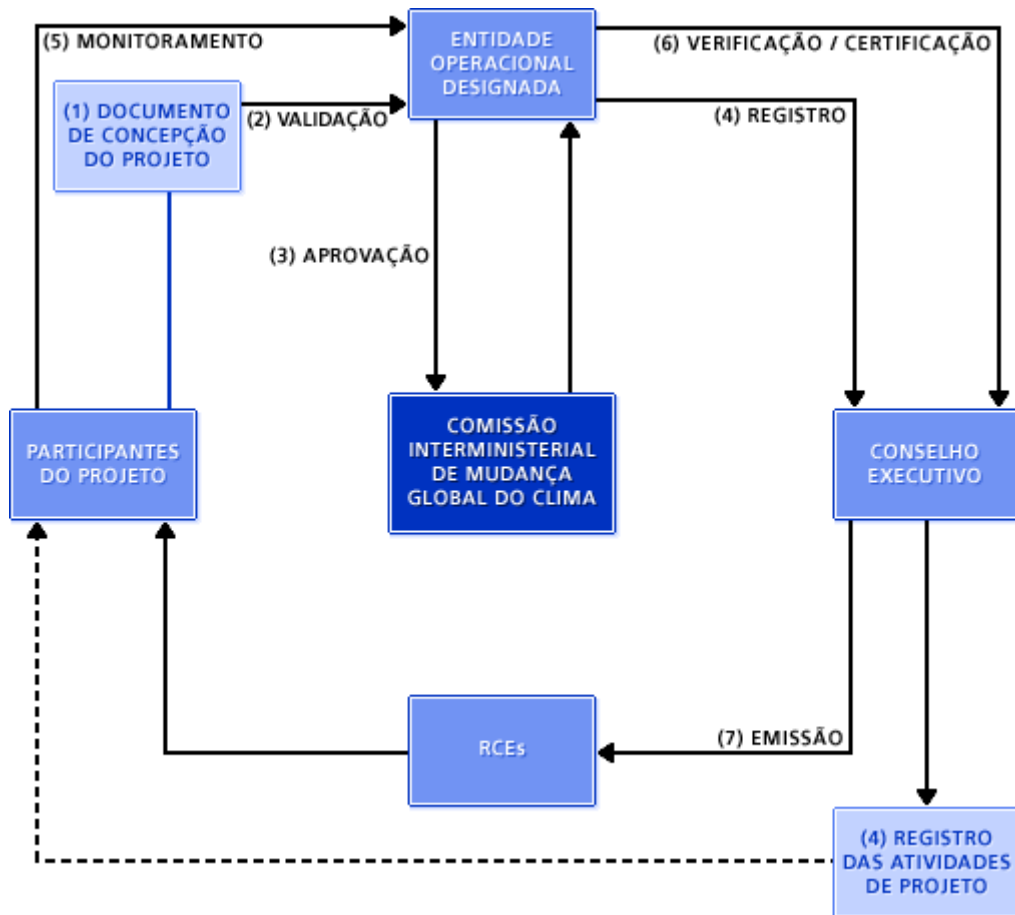 (5) MONITORAMENTO
ENTIDADE
OPERACIONAL
DESIGNADA
(6) VERIFICAÇÃO / CERTIFICAÇÃO
(1) DOCUMENTO
DE CONCEPÇÃO
DO PROJETO
(2) VALIDAÇÃO
(4) REGISTRO
(3) APROVAÇÃO
PARTICIPANTES
DO PROJETO
COMISSÃO
INTERMINISTERIAL
DE MUDANÇA
GLOBAL DO CLIMA
CONSELHO
EXECUTIVO
RCEs
(7) EMISSÃO
(4) REGISTRO
DAS ATIVIDADES
DE PROJETO